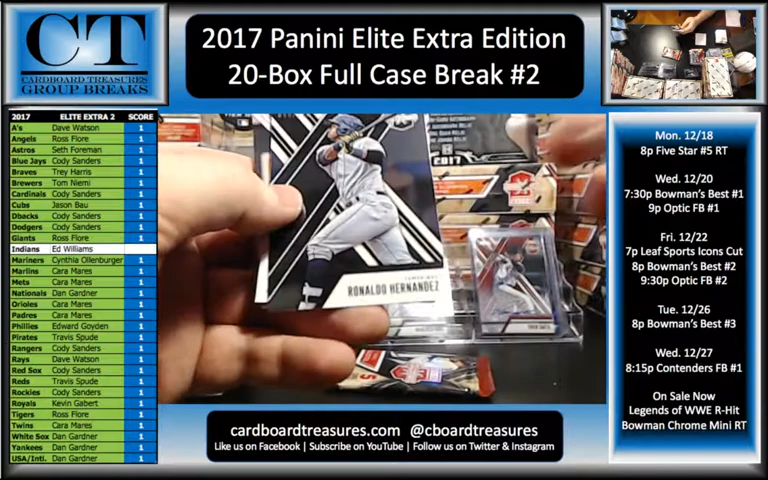 CT
CARDBOARD TREASURES
GROUP BREAKS
2017 Panini Elite Extra Edition
20-Box Full Case Break #2
2017 ELITE EXTRA 2 SCORE
A's Dave Watson 1
Angels Ross Flore 1
Astros Seth Foreman 1
Blue Jays Cody Sanders 1
Braves Trey Harris 1
Brewers Tom Niemi 1
Cardinals Cody Sanders 1
Cubs Jason Bau 1
Dbacks Cody Sanders 1
Dodgers Cody Sanders 1
Giants Ross Flore 1
Indians Ed Williams
Mariners Cynthia Ollenburger 1
Marlins Cara Mares 1
Mets Cara Mares 1
Nationals Dan Gardner 1
Orioles Cara Mares 1
Padres Cara Mares 1
Phillies Edward Goyden 1
Pirates Travis Spude 1
Rangers Cody Sanders 1
Rays Dave Watson 1
Red Sox Cody Sanders 1
Reds Travis Spude 1
Rockies Cody Sanders 1
Royals Kevin Gabert 1
Tigers Ross Flore 1
Twins Cara Mares 1
White Sox Dan Gardner 1
Yankees Dan Gardner 1
USA/Intl. Dan Gardner 1
2017
RONALDO HERNANDEZ
cardboardtreasures.com @cboardtreasures
Like us on Facebook | Subscribe on YouTube | Follow us on Twitter & Instagram
Mon. 12/18
8p Five Star #5 RT
Wed. 12/20
7:30p Bowman's Best #1
9p Optic FB #1
Fri. 12/22
7p Leaf Sports Icons Cut
8p Bowman's Best #2
9:30p Optic FB #2
Tue. 12/26
8p Bowman's Best #3
Wed. 12/27
8:15p Contenders FB #1
On Sale Now
Legends of WWE R-Hit
Bowman Chrome Mini RT